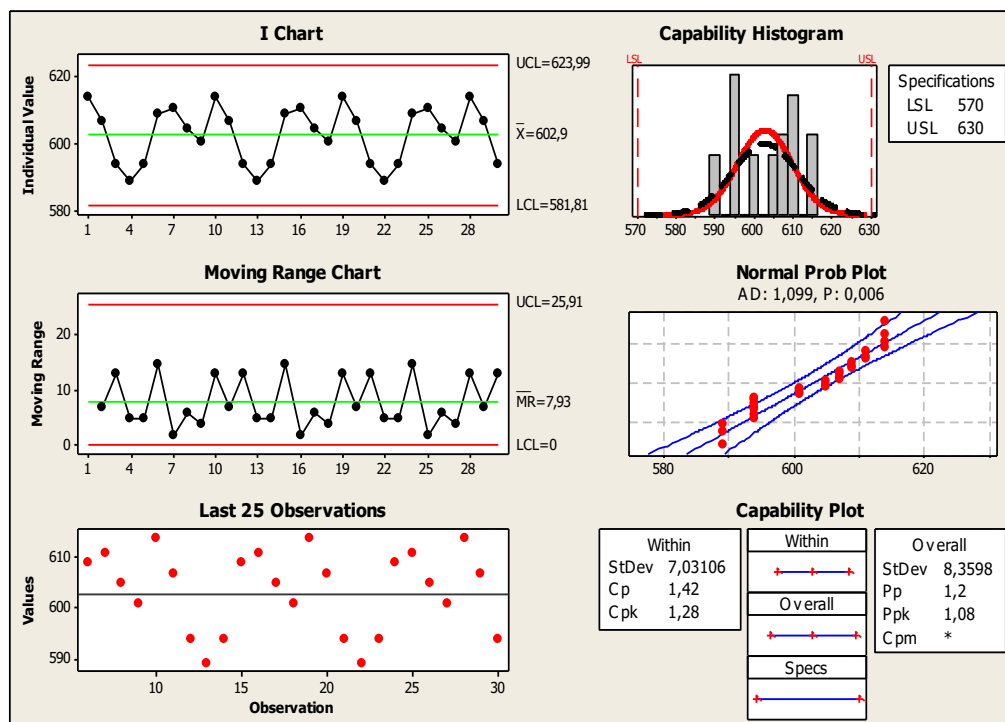 I Chart
Individual Value
620
600
580
1 4 7 10 13 16 19 22 25 28
UCL=623,99
X=602,9
LCL=581,81
Capability Histogram
LSL USL
570 580 590 600 610 620 630
Specifications
LSL 570
USL 630
Moving Range Chart
Moving Range
20
10
0
1 4 7 10 13 16 19 22 25 28
UCL=25,91
MR=7,93
LCL=0
Normal Prob Plot
AD: 1,099, P: 0,006
580 600 620
Last 25 Observations
Values
610
600
590
10 15 20 25 30
Observation
Capability Plot
Within
StDev 7,03106
Cp 1,42
Cpk 1,28
Within
Overall
Specs
Overall
StDev 8,3598
Pp 1,2
Ppk 1,08
Cpm *